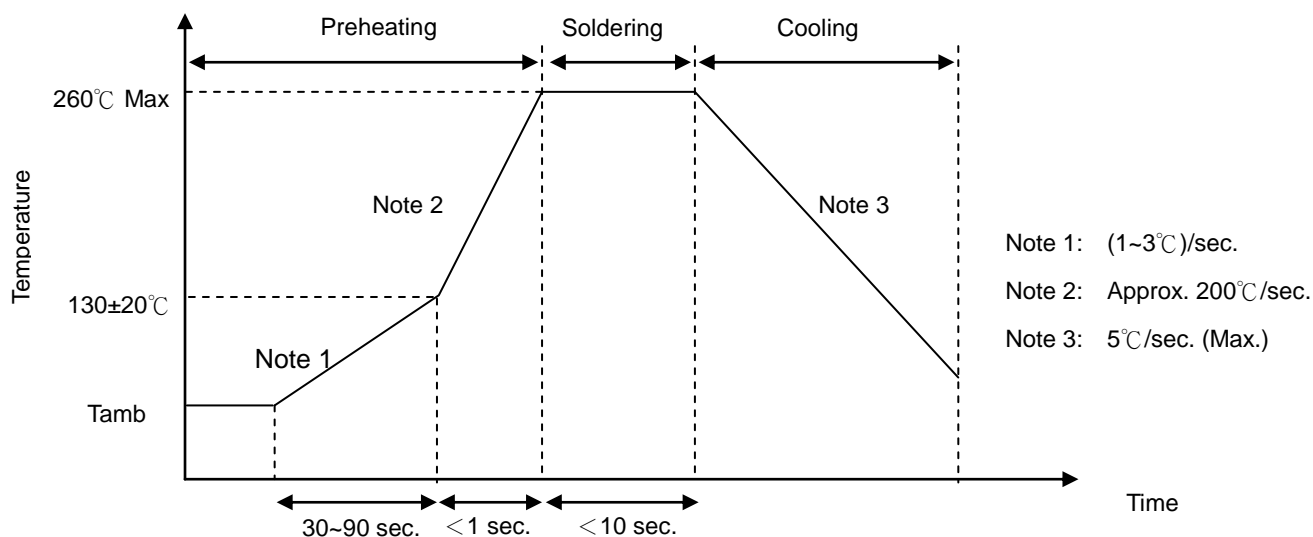 Preheating Soldering Cooling
260℃ Max
Temperature
Note 2 Note 3
Note 1: (1~3℃)/sec.
Note 2: Approx. 200℃/sec.
130±20℃
Note 3: 5℃/sec. (Max.)
Note 1
Tamb
Time
30~90 sec. <1 sec. <10 sec.